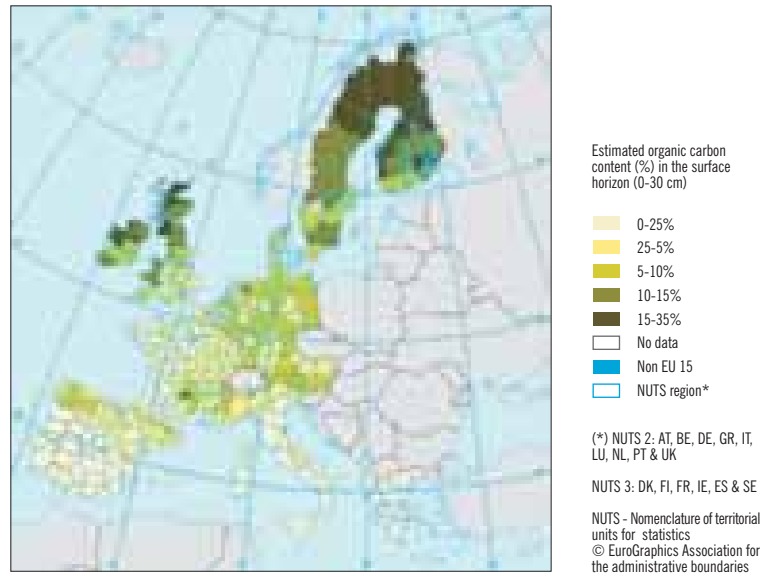 Estimated organic carbon
content (%) in the surface
horizon (0-30 cm)
0-25%
25-5%
5-10%
10-15%
15-35%
No data
Non EU 15
NUTS region*
(*) NUTS 2: AT, BE, DE, GR, IT,
LU, NL, PT & UK
NUTS 3: DK, FI, FR, IE, ES & SE
NUTS - Nomenclature of territorial
units for statistics
© EuroGraphics Association for
the administrative boundaries